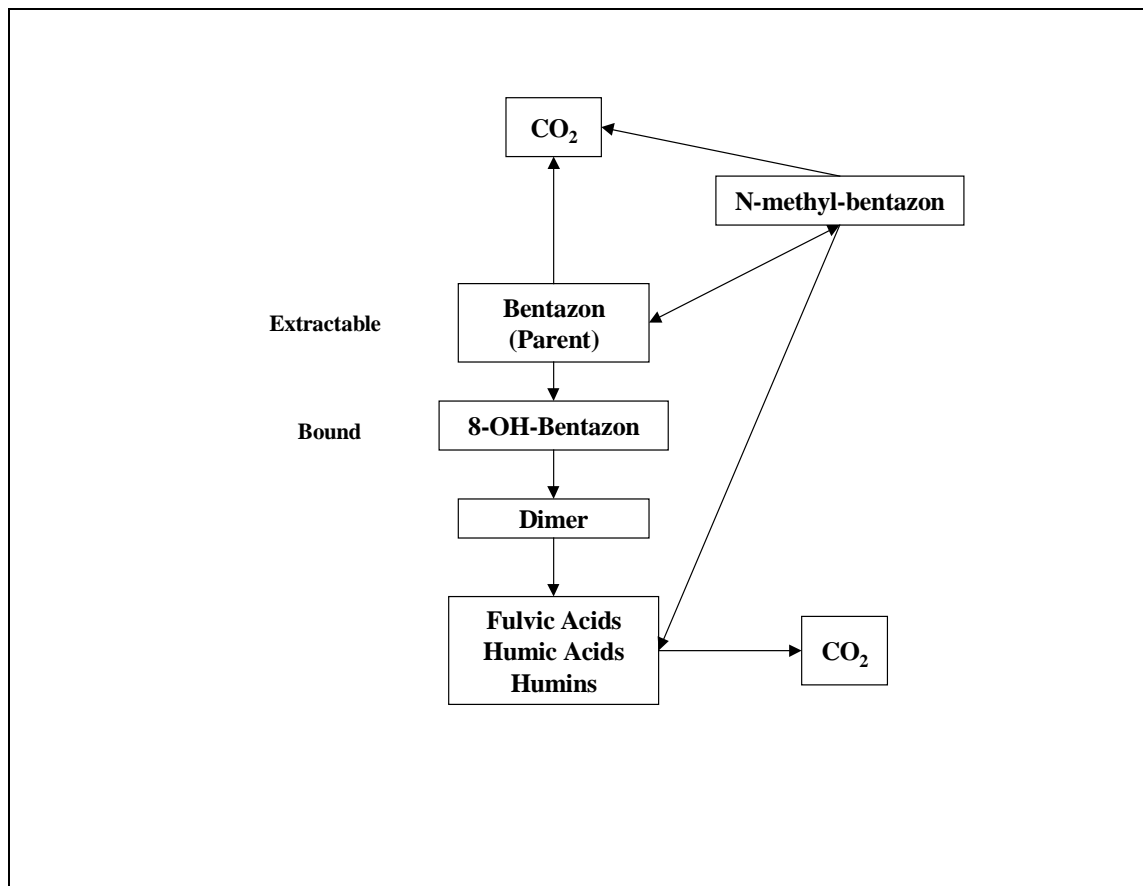 CO₂
N-methyl-bentazon
Extractable
Bentazon
(Parent)
Bound
8-OH-Bentazon
Dimer
Fulvic Acids
Humic Acids
Humins
CO₂